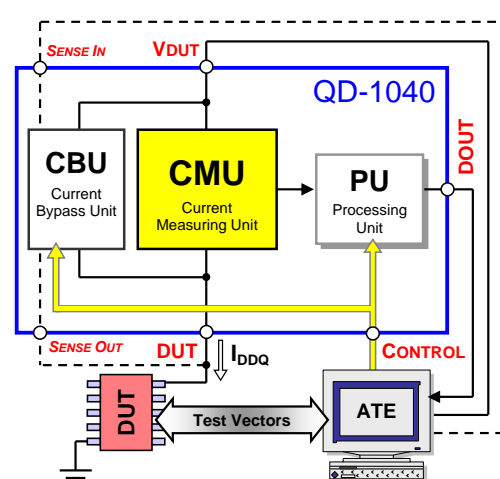 SENSE IN
VDUT
QD-1040
CBU
Current
Bypass Unit
CMU
Current
Measuring Unit
PU
Processing
Unit
DOUT
SENSE OUT
DUT
IDDQ
CONTROL
DUT
Test Vectors
ATE